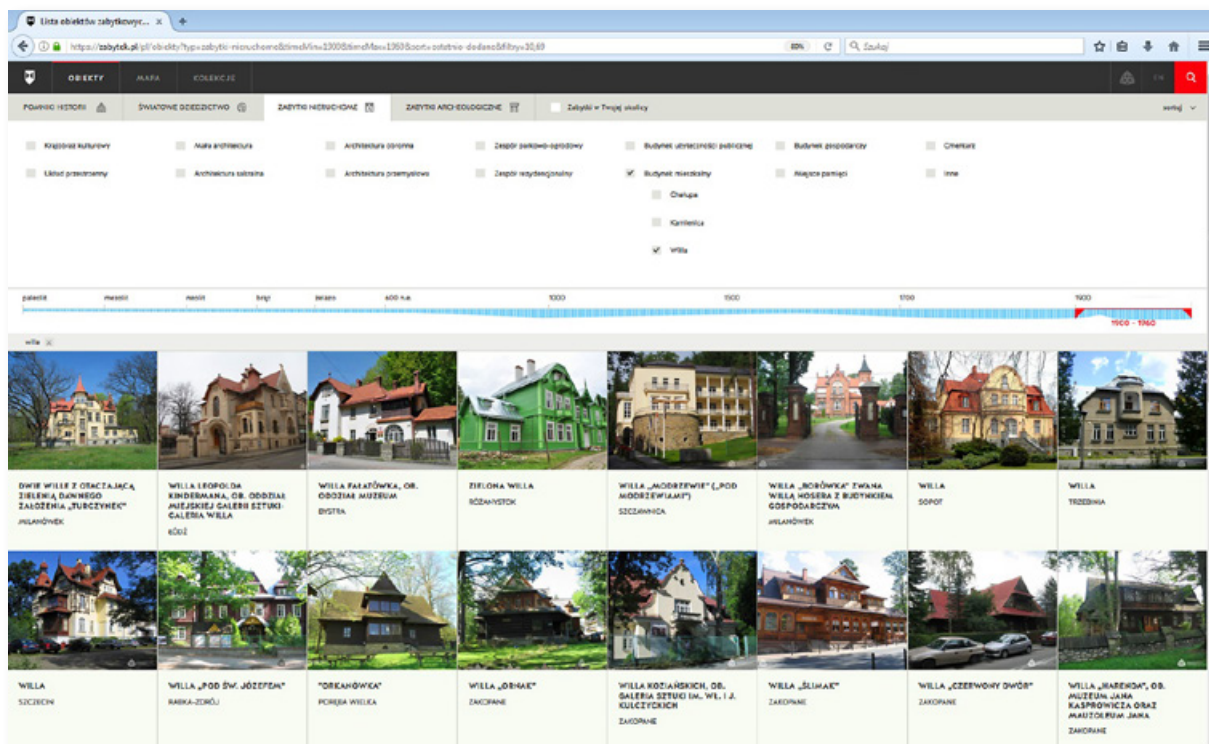 Lista obiektów zabytkowyc... × +
https://zabytek.pl/pl/obiekty?typ=zabytki-nieruchome&timeMin=1900&timeMax=1960&sort=ostatnio-dodane&filtry=10,69
80%
Szukaj
OBIEKTY MAPA KOLEKCJE EN
POMNIKI HISTORII ŚWIATOWE DZIEDZICTWO ZABYTKI NIERUCHOME ZABYTKI ARCHEOLOGICZNE Zabytki w Twojej okolicy sortuj
Krajobraz kulturowy Mała architektura Architektura obronna Zespół parkowo-ogrodowy Budynek użyteczności publicznej Budynek gospodarczy Cmentarz
Układ przestrzenny Architektura sakralna Architektura przemysłowa Zespół rezydencjonalny Budynek mieszkalny Miejsce pamięci Inne
Chałupa
Kamienica
Willa
paleolit mezolit neolit brąz żelazo 400 n.e. 1000 1500 1700 1900
1900 - 1960
willa ×
DWIE WILLE Z OTACZAJĄCĄ
ZIELENIĄ DAWNEGO
ZAŁOŻENIA „TURCZYNEK"
MILANÓWEK
WILLA LEOPOLDA
KINDERMANA, OB. ODDZIAŁ
MIEJSKIEJ GALERII SZTUKI-
GALERIA WILLA
ŁÓDŹ
WILLA FAŁATÓWKA, OB.
ODDZIAŁ MUZEUM
BYSTRA
ZIELONA WILLA
RÓŻANYSTOK
WILLA „MODRZEWIE" („POD
MODRZEWIAMI")
SZCZAWNICA
WILLA „BORÓWKA" ZWANA
WILLĄ HOSERA Z BUDYNKIEM
GOSPODARCZYM
MILANÓWEK
WILLA
SOPOT
WILLA
TRZEBINIA
WILLA
SZCZECIN
WILLA „POD ŚW. JÓZEFEM"
RABKA-ZDRÓJ
"ORKANÓWKA"
PORĘBA WIELKA
WILLA „ORNAK"
ZAKOPANE
WILLA KOZIAŃSKICH, OB.
GALERIA SZTUKI IM. WŁ. I J.
KULCZYCKICH
ZAKOPANE
WILLA „ŚLIMAK"
ZAKOPANE
WILLA „CZERWONY DWÓR"
ZAKOPANE
WILLA „HARENDA", OB.
MUZEUM JANA
KASPROWICZA ORAZ
MAUZOLEUM JANA
ZAKOPANE